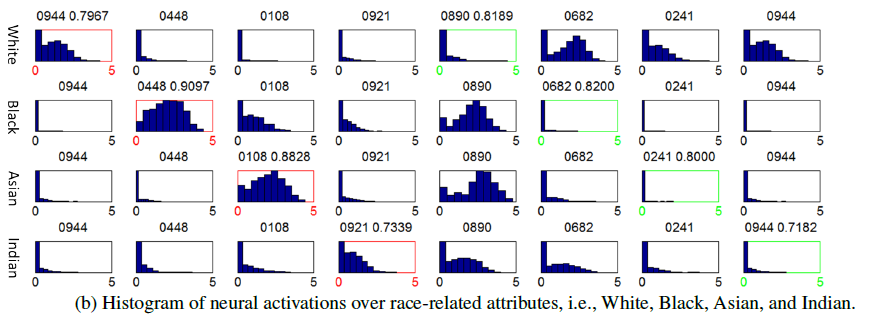 0944 0.7967 0448 0108 0921 0890 0.8189 0682 0241 0944
White
0 5 0 5 0 5 0 5 0 5 0 5 0 5 0 5
0944 0448 0.9097 0108 0921 0890 0682 0.8200 0241 0944
Black
0 5 0 5 0 5 0 5 0 5 0 5 0 5 0 5
0944 0448 0108 0.8828 0921 0890 0682 0241 0.8000 0944
Asian
0 5 0 5 0 5 0 5 0 5 0 5 0 5 0 5
0944 0448 0108 0921 0.7339 0890 0682 0241 0944 0.7182
Indian
0 5 0 5 0 5 0 5 0 5 0 5 0 5 0 5
(b) Histogram of neural activations over race-related attributes, i.e., White, Black, Asian, and Indian.